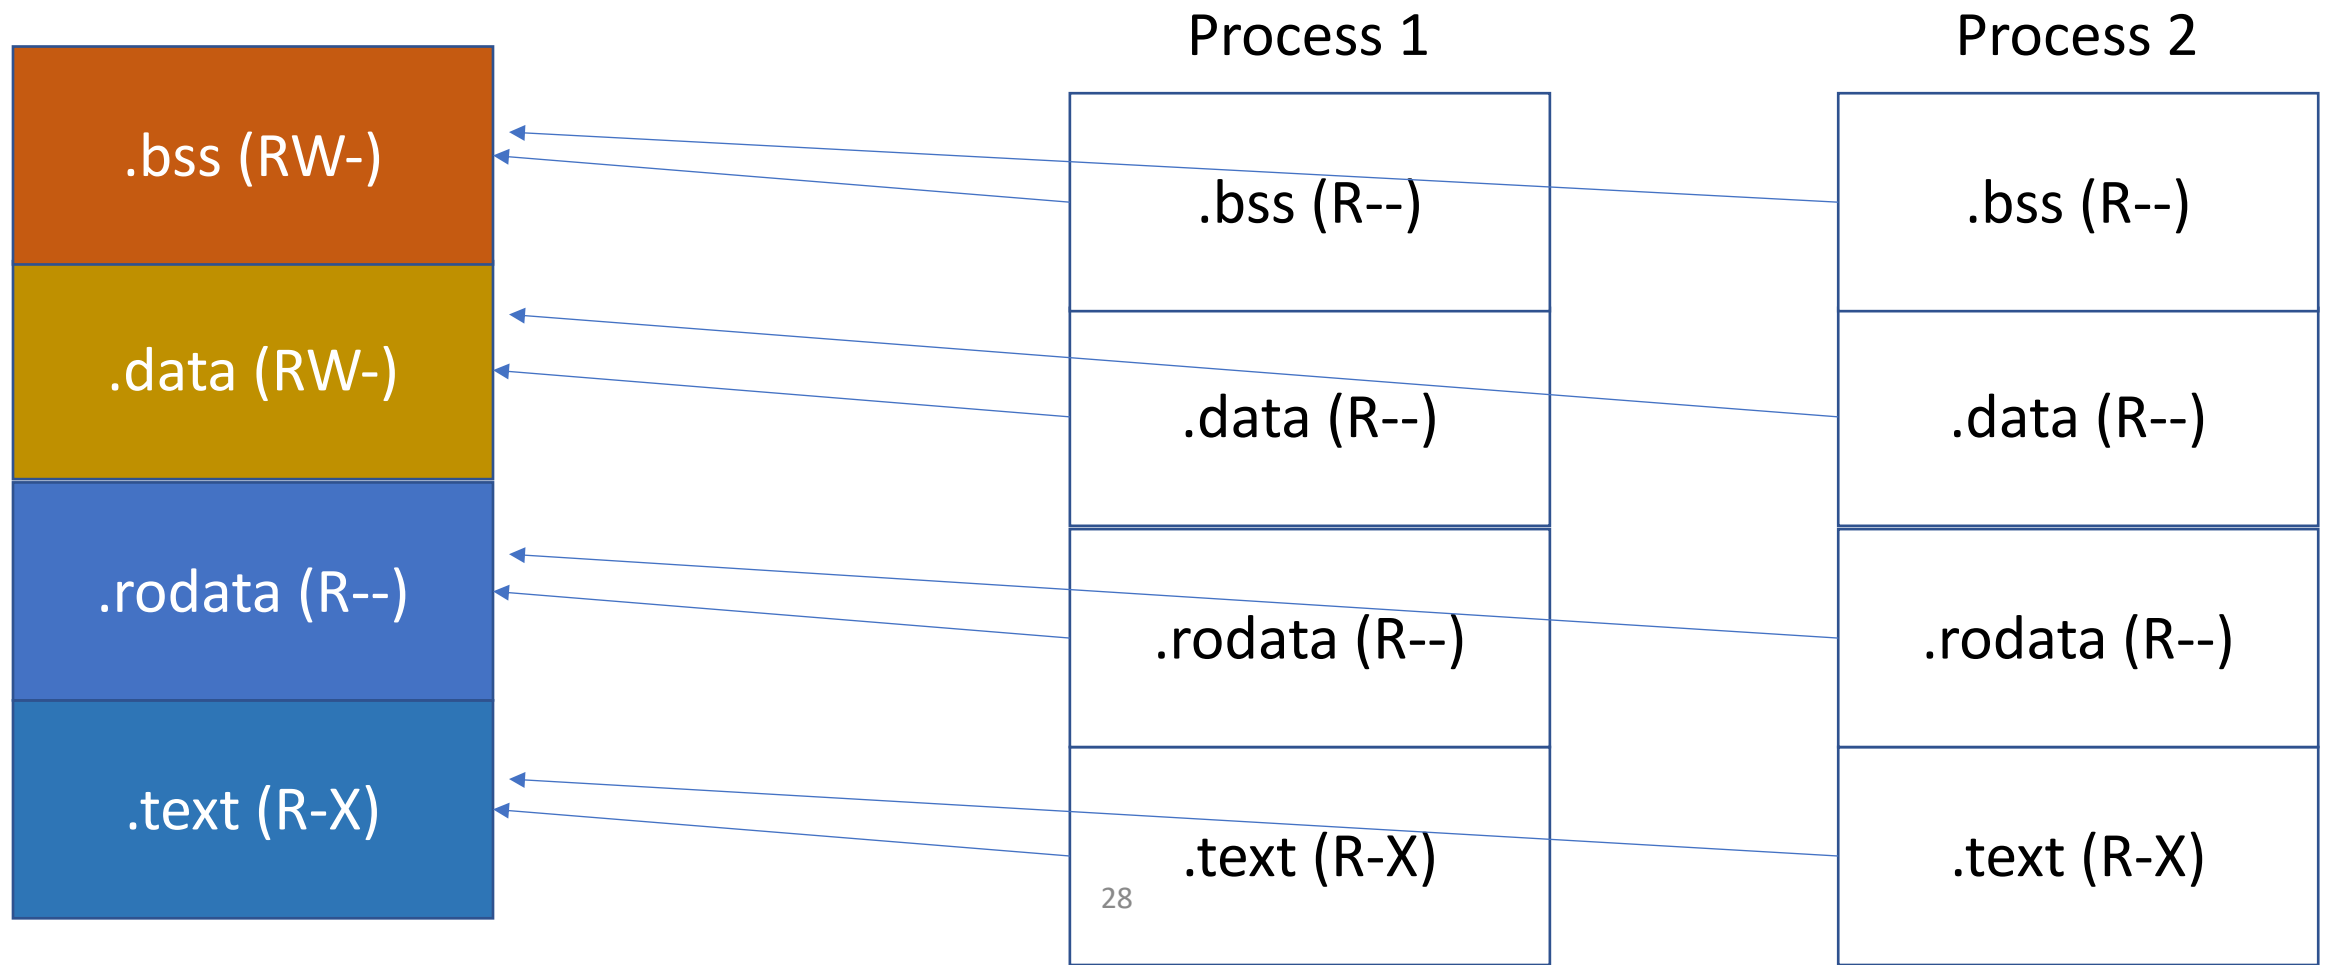 Process 1
Process 2
.bss (RW-)
.data (RW-)
.rodata (R--)
.text (R-X)
.bss (R--)
.data (R--)
.rodata (R--)
.text (R-X)
28
.bss (R--)
.data (R--)
.rodata (R--)
.text (R-X)